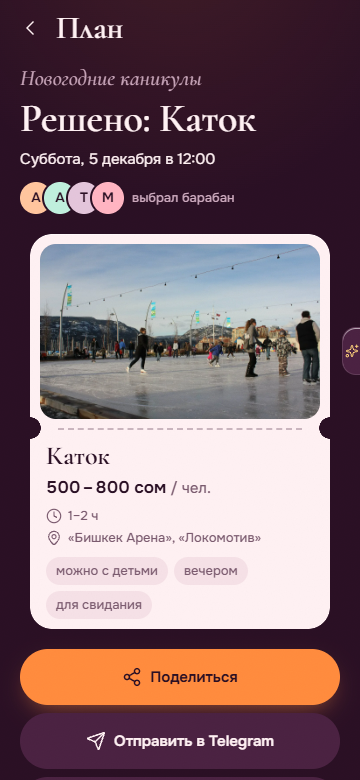 План
Новогодние каникулы
Решено: Каток
Суббота, 5 декабря в 12:00
А А Т М выбрал барабан
Каток
500–800 сом / чел.
1–2 ч
«Бишкек Арена», «Локомотив»
можно с детьми вечером
для свидания
Поделиться
Отправить в Telegram